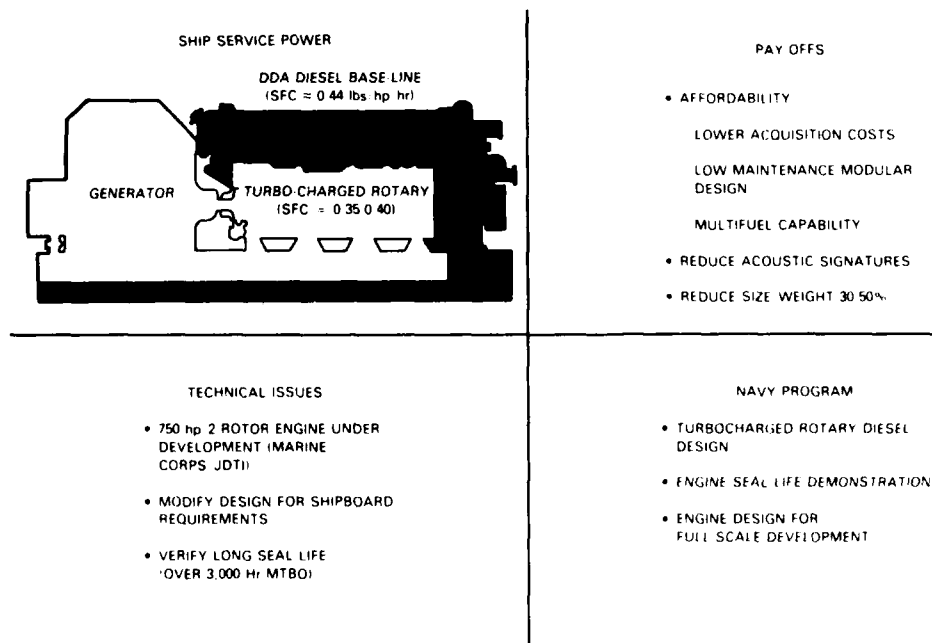 SHIP SERVICE POWER
DDA DIESEL BASE-LINE
(SFC = 0 44 lbs hp hr)
GENERATOR
TURBO-CHARGED ROTARY
(SFC = 0 35 0 40)
PAY OFFS
• AFFORDABILITY
LOWER ACQUISITION COSTS
LOW MAINTENANCE MODULAR
DESIGN
MULTIFUEL CAPABILITY
• REDUCE ACOUSTIC SIGNATURES
• REDUCE SIZE WEIGHT 30 50%
TECHNICAL ISSUES
• 750 hp 2 ROTOR ENGINE UNDER
DEVELOPMENT (MARINE
CORPS JDTI)
• MODIFY DESIGN FOR SHIPBOARD
REQUIREMENTS
• VERIFY LONG SEAL LIFE
(OVER 3,000 Hr MTBO)
NAVY PROGRAM
• TURBOCHARGED ROTARY DIESEL
DESIGN
• ENGINE SEAL LIFE DEMONSTRATION
• ENGINE DESIGN FOR
FULL SCALE DEVELOPMENT